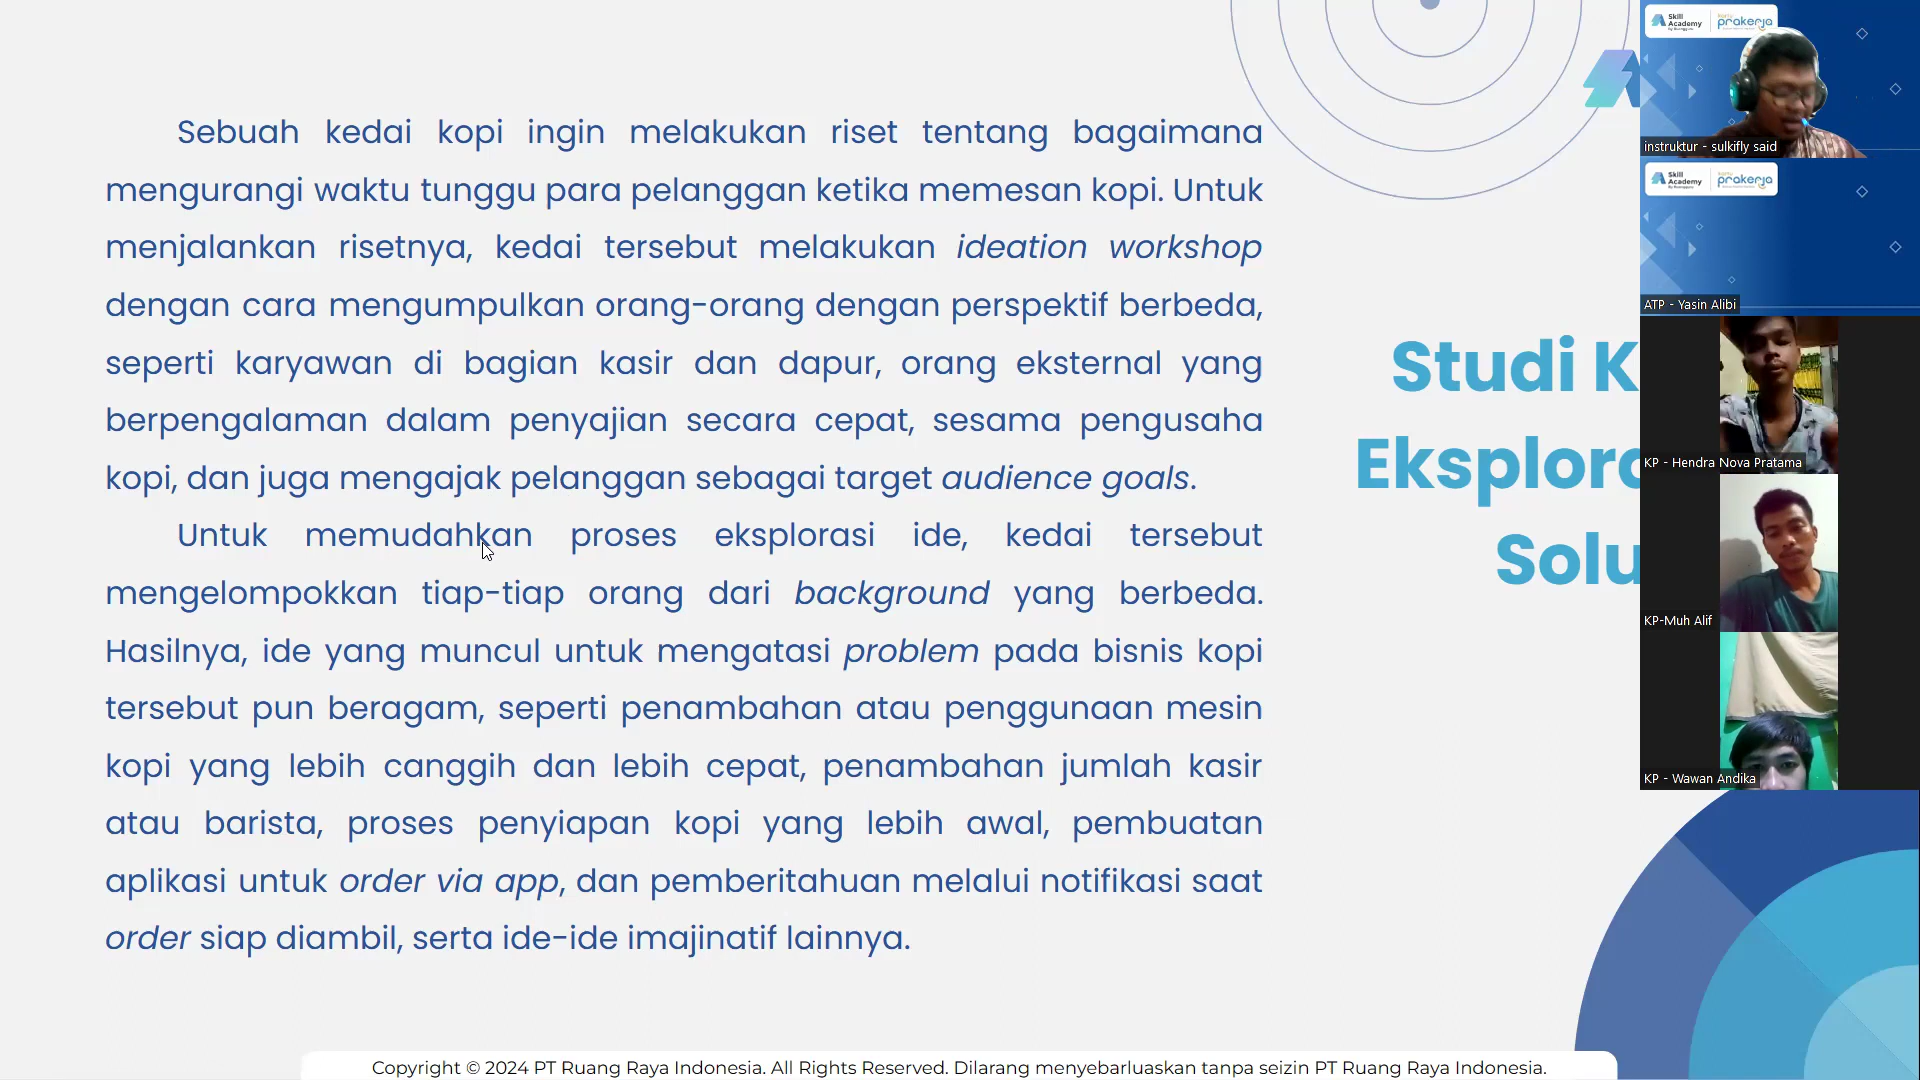 Sebuah kedai kopi ingin melakukan riset tentang bagaimana
mengurangi waktu tunggu para pelanggan ketika memesan kopi. Untuk
menjalankan risetnya, kedai tersebut melakukan ideation workshop
dengan cara mengumpulkan orang-orang dengan perspektif berbeda,
seperti karyawan di bagian kasir dan dapur, orang eksternal yang
berpengalaman dalam penyajian secara cepat, sesama pengusaha
kopi, dan juga mengajak pelanggan sebagai target audience goals.
Untuk memudahkan proses eksplorasi ide, kedai tersebut
mengelompokkan tiap-tiap orang dari background yang berbeda.
Hasilnya, ide yang muncul untuk mengatasi problem pada bisnis kopi
tersebut pun beragam, seperti penambahan atau penggunaan mesin
kopi yang lebih canggih dan lebih cepat, penambahan jumlah kasir
atau barista, proses penyiapan kopi yang lebih awal, pembuatan
aplikasi untuk order via app, dan pemberitahuan melalui notifikasi saat
order siap diambil, serta ide-ide imajinatif lainnya.
Studi K
Eksplora
Solu
Skill
Academy
prakerja
instruktur - sulkifly said
Skill
Academy
prakerja
ATP - Yasin Alibi
KP - Hendra Nova Pratama
KP-Muh Alif
KP - Wawan Andika
Copyright © 2024 PT Ruang Raya Indonesia. All Rights Reserved. Dilarang menyebarluaskan tanpa seizin PT Ruang Raya Indonesia.